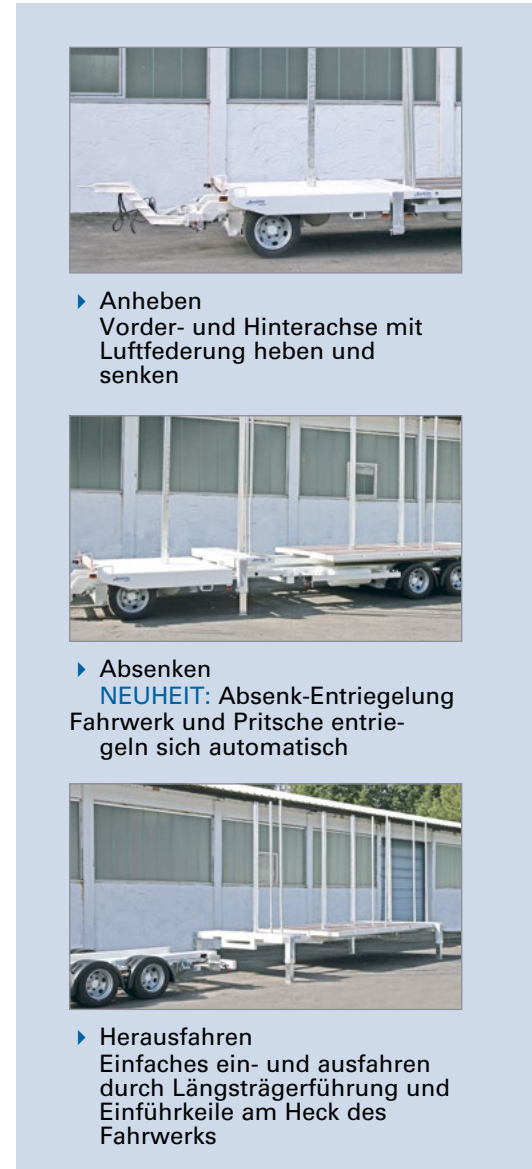 Anheben
Vorder- und Hinterachse mit
Luftfederung heben und
senken
Absenken
NEUHEIT: Absenk-Entriegelung
Fahrwerk und Pritsche entrie-
geln sich automatisch
Herausfahren
Einfaches ein- und ausfahren
durch Längsträgerführung und
Einführkeile am Heck des
Fahrwerks